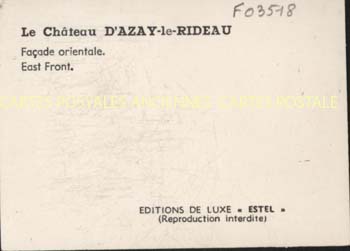 F03518
Le Château D'AZAY-le-RIDEAU
Façade orientale.
East Front.
CARTES POSTALES ANCIENNES CARTES POSTALE
EDITIONS DE LUXE « ESTEL »
(Reproduction interdite)